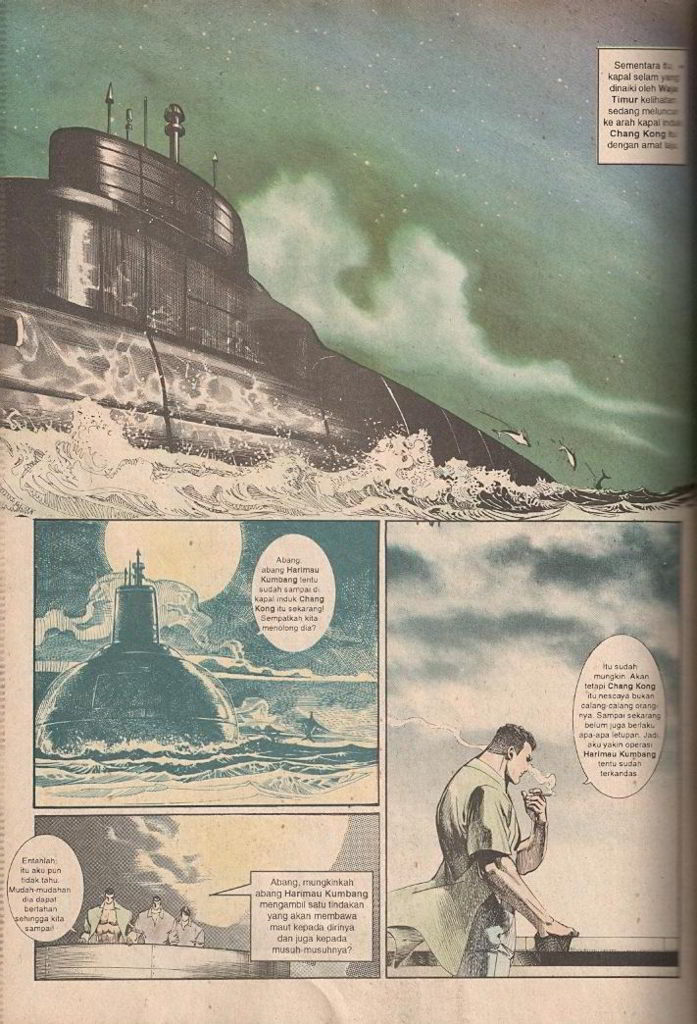 Sementara
kapal selam yang
dinaiki oleh Waja
Timur kelihatan
sedang meluncur
ke arah kapal induk
Chang Kong itu
dengan amat laju.
Abang,
abang Harimau
Kumbang tentu
sudah sampai di
kapal induk Chang
Kong itu sekarang!
Sempatkah kita
menolong dia?
Itu sudah
mungkin. Akan
tetapi Chang Kong
itu nescaya bukan
calang-calang orang-
nya. Sampai sekarang
belum juga berlaku
apa-apa letupan. Jadi,
aku yakin operasi
Harimau Kumbang
tentu sudah
terkandas.
Entahlah,
itu aku pun
tidak tahu.
Mudah-mudahan
dia dapat
bertahan
sehingga kita
sampai!
Abang, mungkinkah
abang Harimau Kumbang
mengambil satu tindakan
yang akan membawa
maut kepada dirinya
dan juga kepada
musuh-musuhnya?